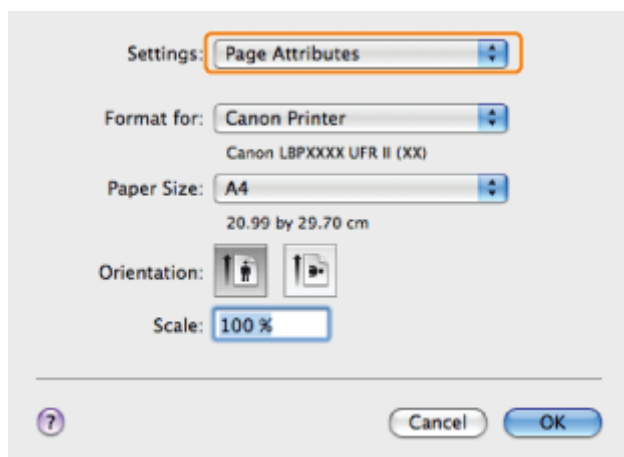 Settings: Page Attributes
Format for: Canon Printer
Canon LBPXXXX UFR II (XX)
Paper Size: A4
20.99 by 29.70 cm
Orientation:
Scale: 100 %
? Cancel OK